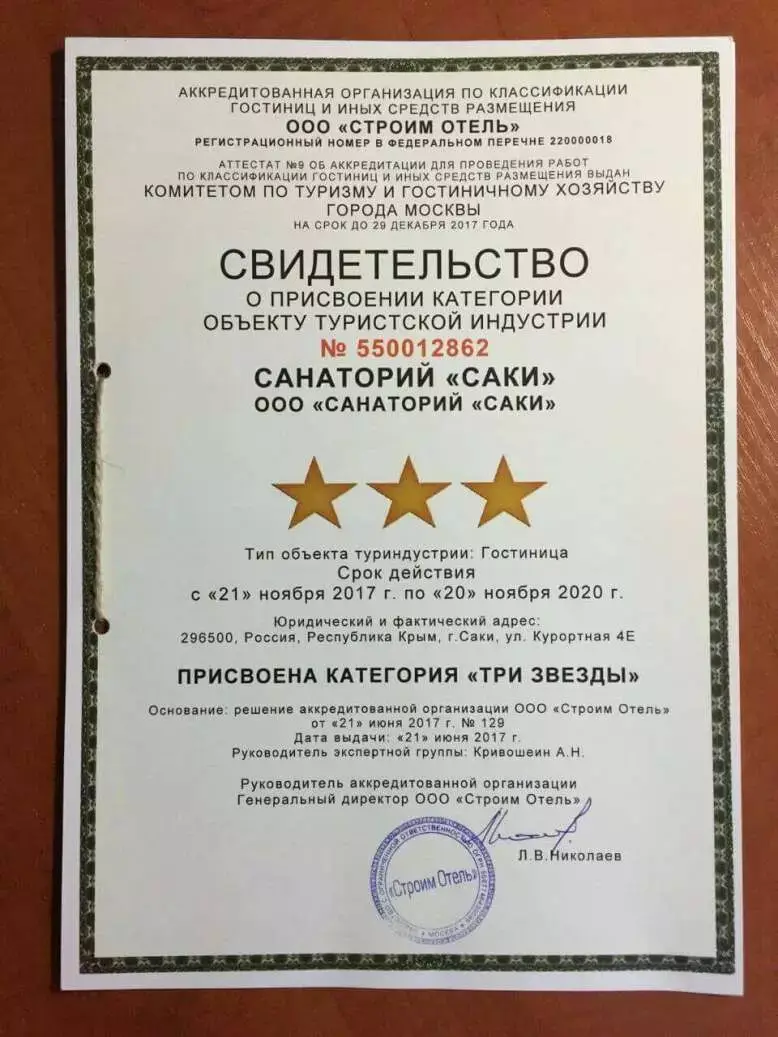 АККРЕДИТОВАННАЯ ОРГАНИЗАЦИЯ ПО КЛАССИФИКАЦИИ
ГОСТИНИЦ И ИНЫХ СРЕДСТВ РАЗМЕЩЕНИЯ
ООО «СТРОИМ ОТЕЛЬ»
РЕГИСТРАЦИОННЫЙ НОМЕР В ФЕДЕРАЛЬНОМ ПЕРЕЧНЕ 220000018
АТТЕСТАТ №9 ОБ АККРЕДИТАЦИИ ДЛЯ ПРОВЕДЕНИЯ РАБОТ
ПО КЛАССИФИКАЦИИ ГОСТИНИЦ И ИНЫХ СРЕДСТВ РАЗМЕЩЕНИЯ ВЫДАН
КОМИТЕТОМ ПО ТУРИЗМУ И ГОСТИНИЧНОМУ ХОЗЯЙСТВУ
ГОРОДА МОСКВЫ
НА СРОК ДО 29 ДЕКАБРЯ 2017 ГОДА
СВИДЕТЕЛЬСТВО
О ПРИСВОЕНИИ КАТЕГОРИИ
ОБЪЕКТУ ТУРИСТСКОЙ ИНДУСТРИИ
№ 550012862
САНАТОРИЙ «САКИ»
ООО «САНАТОРИЙ «САКИ»
Тип объекта туриндустрии: Гостиница
Срок действия
с «21» ноября 2017 г. по «20» ноября 2020 г.
Юридический и фактический адрес:
296500, Россия, Республика Крым, г.Саки, ул. Курортная 4Е
ПРИСВОЕНА КАТЕГОРИЯ «ТРИ ЗВЕЗДЫ»
Основание: решение аккредитованной организации ООО «Строим Отель»
от «21» июня 2017 г. № 129
Дата выдачи: «21» июня 2017 г.
Руководитель экспертной группы: Кривошеин А.Н.
Руководитель аккредитованной организации
Генеральный директор ООО «Строим Отель»
Л.В.Николаев
«Строим Отель»
МОСКВА